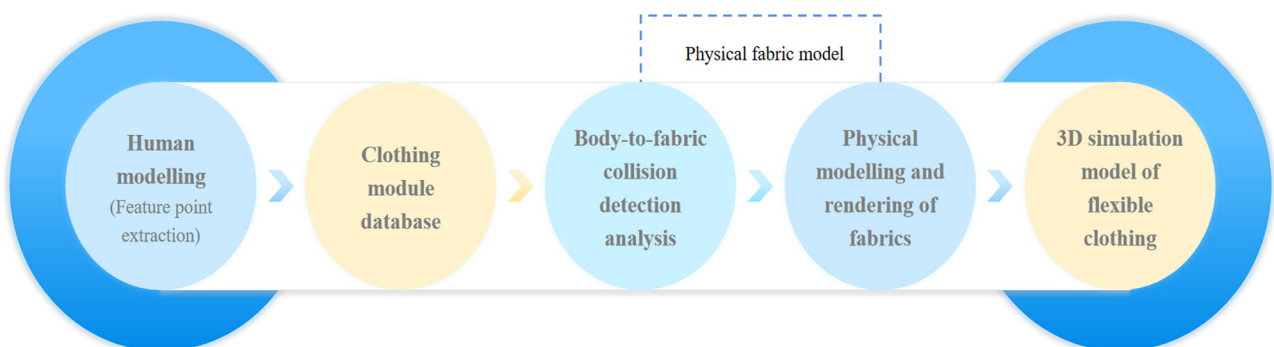 Physical fabric model
Human
modelling
(Feature point
extraction)
Clothing
module
database
Body-to-fabric
collision
detection
analysis
Physical
modelling and
rendering of
fabrics
3D simulation
model of
flexible
clothing